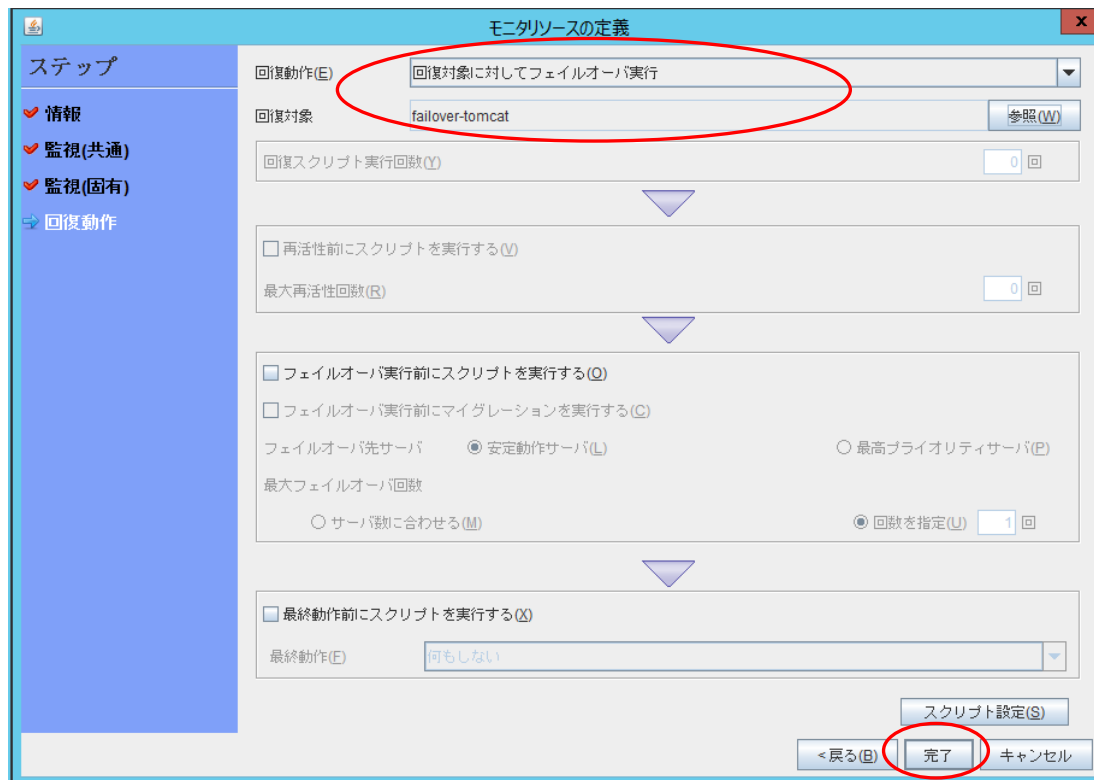 モニタリソースの定義
x
ステップ
情報
監視(共通)
監視(固有)
回復動作
回復動作(E) 回復対象に対してフェイルオーバ実行
回復対象 failover-tomcat 参照(W)
回復スクリプト実行回数(Y) 0 回
再活性前にスクリプトを実行する(V)
最大再活性回数(R) 0 回
フェイルオーバ実行前にスクリプトを実行する(O)
フェイルオーバ実行前にマイグレーションを実行する(C)
フェイルオーバ先サーバ 安定動作サーバ(L) 最高プライオリティサーバ(P)
最大フェイルオーバ回数
サーバ数に合わせる(M) 回数を指定(U) 1 回
最終動作前にスクリプトを実行する(X)
最終動作(F) 何もしない
スクリプト設定(S)
<戻る(B) 完了 キャンセル